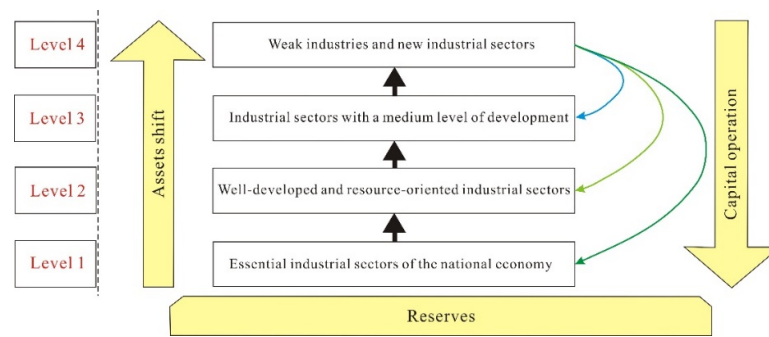 Level 4
Weak industries and new industrial sectors
Level 3
Industrial sectors with a medium level of development
Level 2
Well-developed and resource-oriented industrial sectors
Level 1
Essential industrial sectors of the national economy
Assets shift
Capital operation
Reserves